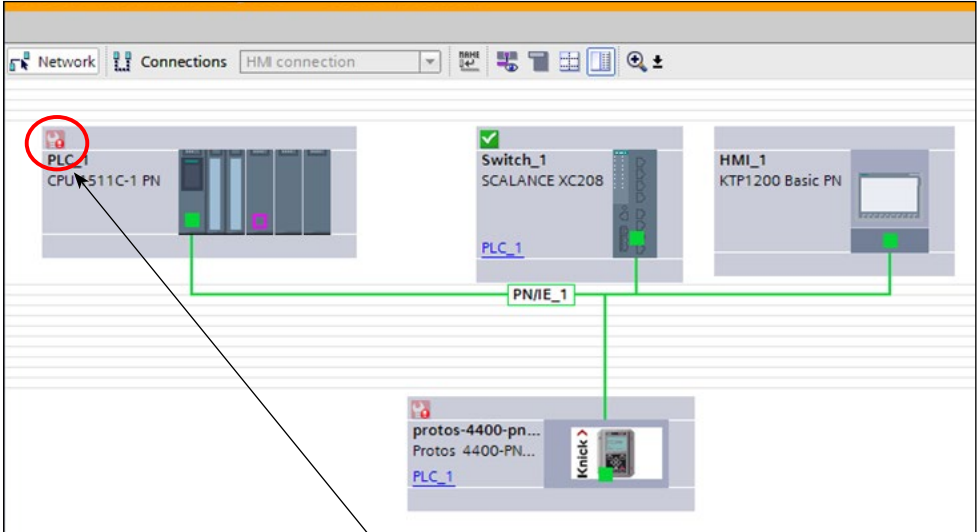 Network Connections HMI connection NAME
PLC_1
CPU 1511C-1 PN
Switch_1
SCALANCE XC208
PLC_1
HMI_1
KTP1200 Basic PN
PN/IE_1
protos-4400-pn...
Protos 4400-PN...
PLC_1
Knick >